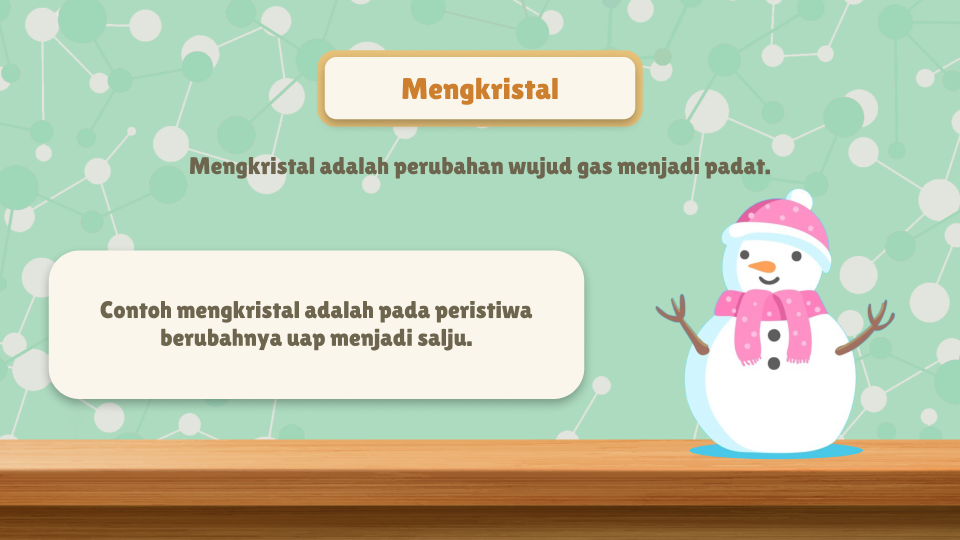 Mengkristal
Mengkristal adalah perubahan wujud gas menjadi padat.
Contoh mengkristal adalah pada peristiwa
berubahnya uap menjadi salju.